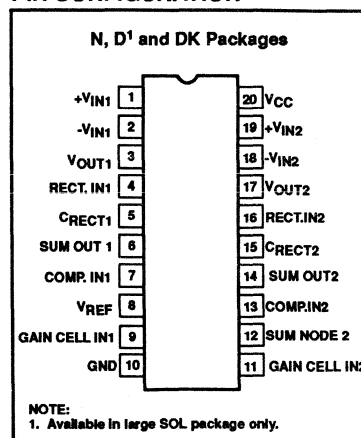 N, D1 and DK Packages
+VIN1 1 20 VCC
-VIN1 2 19 +VIN2
VOUT1 3 18 -VIN2
RECT. IN1 4 17 VOUT2
CRECT1 5 16 RECT.IN2
SUM OUT 1 6 15 CRECT2
COMP. IN1 7 14 SUM OUT2
VREF 8 13 COMP.IN2
GAIN CELL IN1 9 12 SUM NODE 2
GND 10 11 GAIN CELL IN2
NOTE:
1. Available in large SOL package only.